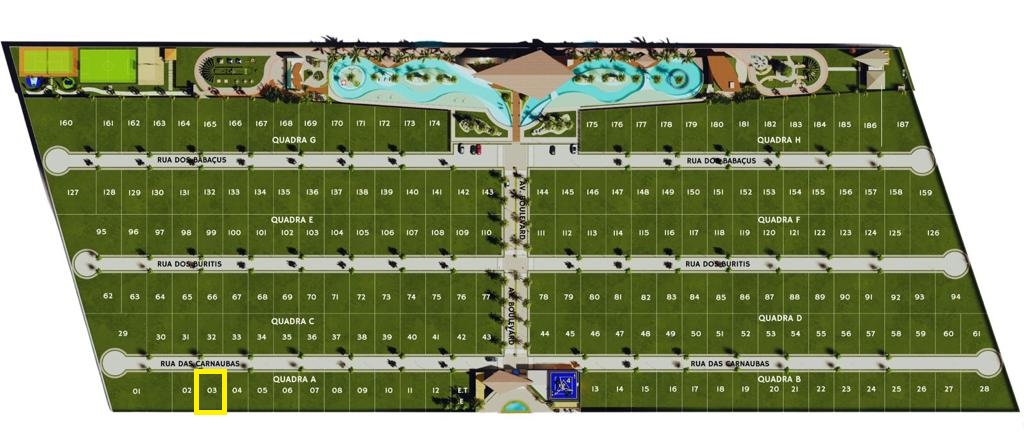 160 161 162 163 164 165 166 167 168 169 170 171 172 173 174 175 176 177 178 179 180 181 182 183 184 185 186 187
QUADRA G QUADRA H
RUA DOS BABAÇUS RUA DOS BABAÇUS
127 128 129 130 131 132 133 134 135 136 137 138 139 140 141 142 143 144 145 146 147 148 149 150 151 152 153 154 155 156 157 158 159
AV. BOULEVARD
QUADRA E QUADRA F
95 96 97 98 99 100 101 102 103 104 105 106 107 108 109 110 111 112 113 114 115 116 117 118 119 120 121 122 123 124 125 126
RUA DOS BURITIS RUA DOS BURITIS
62 63 64 65 66 67 68 69 70 71 72 73 74 75 76 77 78 79 80 81 82 83 84 85 86 87 88 89 90 91 92 93 94
AV. BOULEVARD
QUADRA C QUADRA D
29 30 31 32 33 34 35 36 37 38 39 40 41 42 43 44 45 46 47 48 49 50 51 52 53 54 55 56 57 58 59 60 61
RUA DAS CARNAUBAS RUA DAS CARNAUBAS
QUADRA A QUADRA B
01 02 03 04 05 06 07 08 09 10 11 12 E.T 13 14 15 16 17 18 19 20 21 22 23 24 25 26 27 28
E